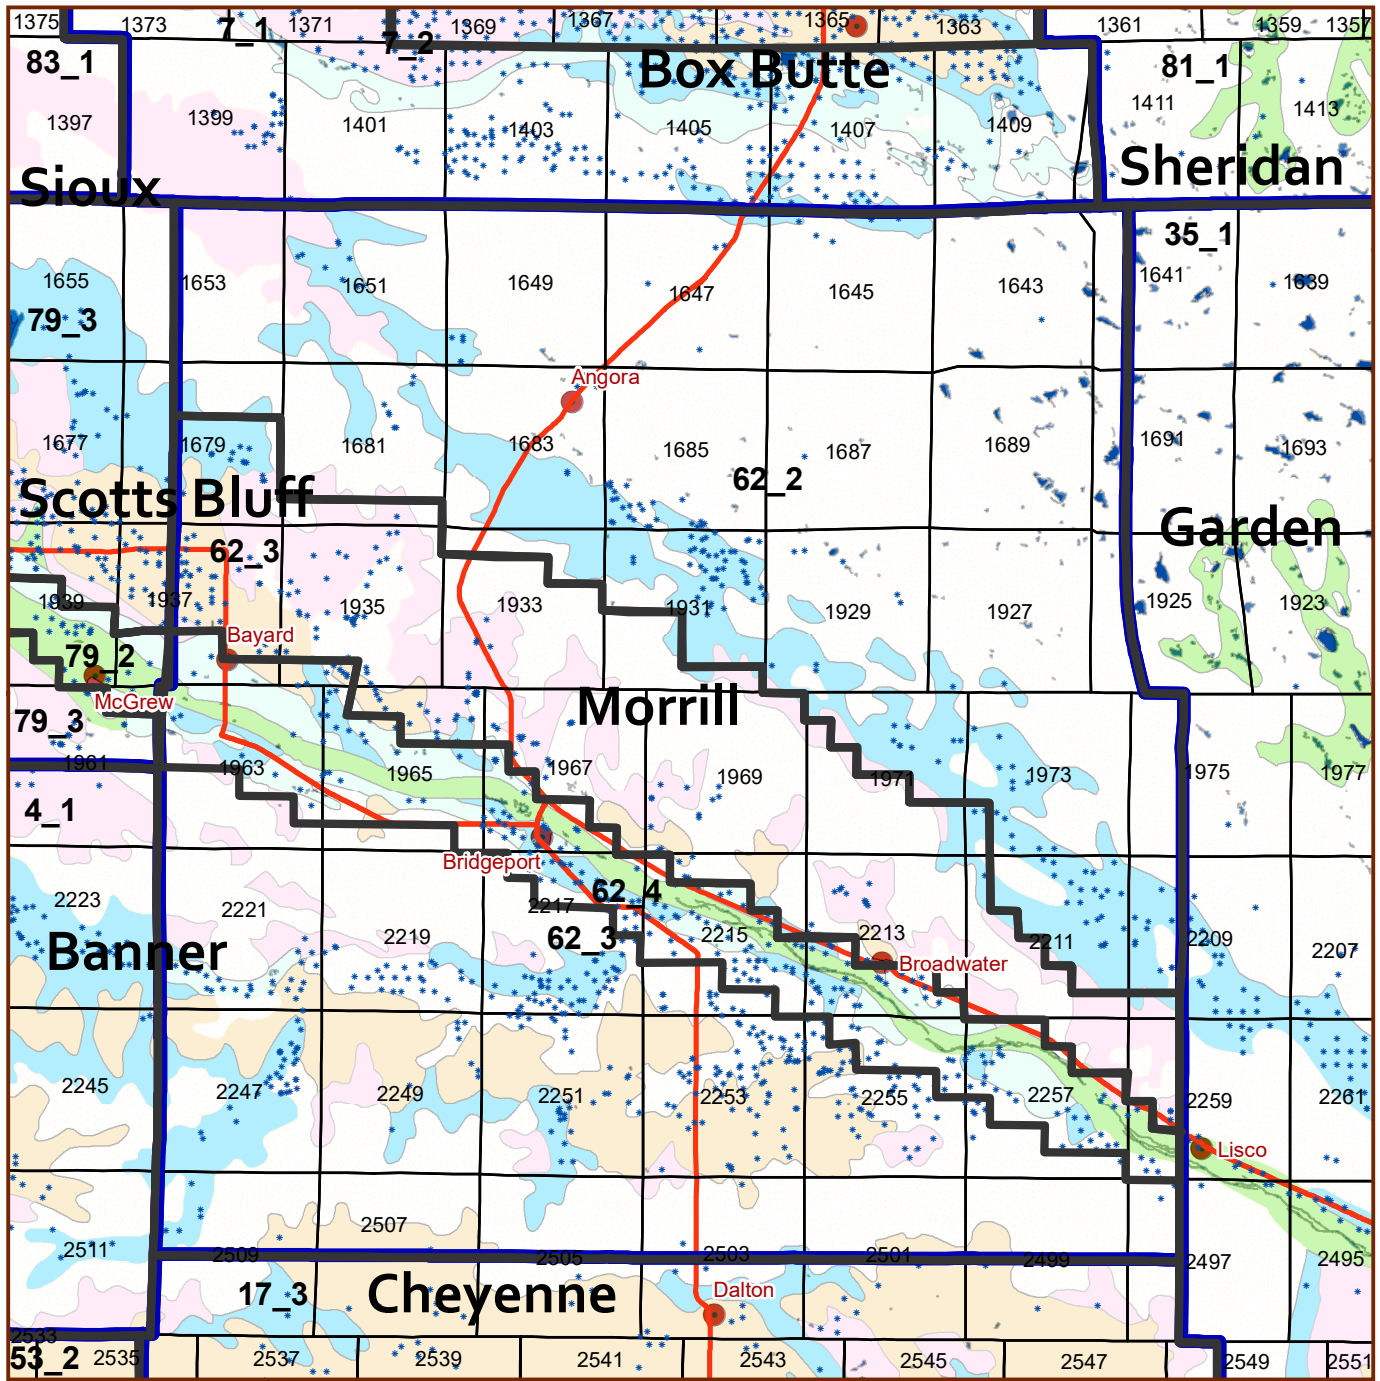 1375 1373 7_1 1371 1369 1367 1365 1363 1361 1359 1357
7_2
83_1 Box Butte 81_1
1397 1399 1401 1403 1405 1407 1409 1411 1413
Sioux Sheridan
35_1
1655 1653 1651 1649 1647 1645 1643 1641 1639
79_3
Angora
1677 1679 1681 1683 1685 1687 1689 1691 1693
62_2
Scotts Bluff Garden
62_3
1939 1937 1935 1933 1931 1929 1927 1925 1923
Bayard
79_2
McGrew Morrill
79_3
1961 1963 1965 1967 1969 1971 1973 1975 1977
4_1
Bridgeport
62_4
2223 2221 2219 2217 2215 2213 2211 2209 2207
62_3
Banner Broadwater
2245 2247 2249 2251 2253 2255 2257 2259 2261
Lisco
2511 2509 2507 2505 2503 2501 2499 2497 2495
17_3 Cheyenne Dalton
2533
53_2 2535 2537 2539 2541 2543 2545 2547 2549 2551